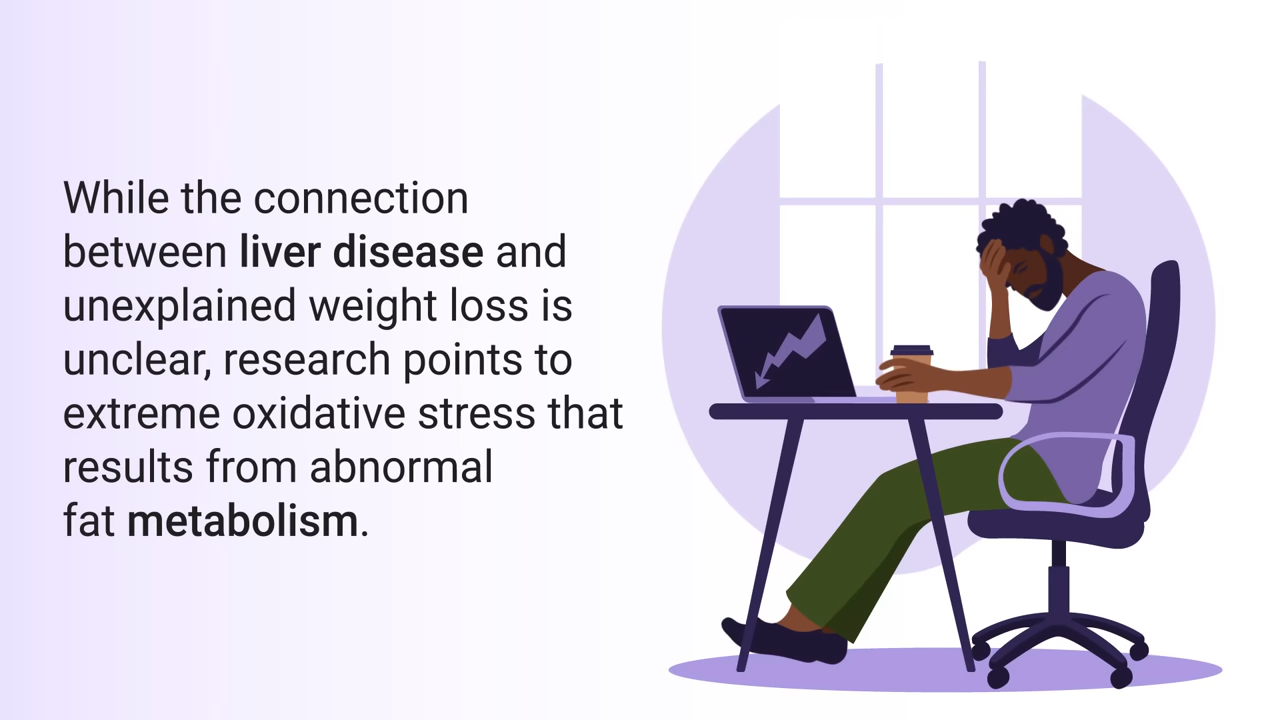 While the connection
between liver disease and
unexplained weight loss is
unclear, research points to
extreme oxidative stress that
results from abnormal
fat metabolism.